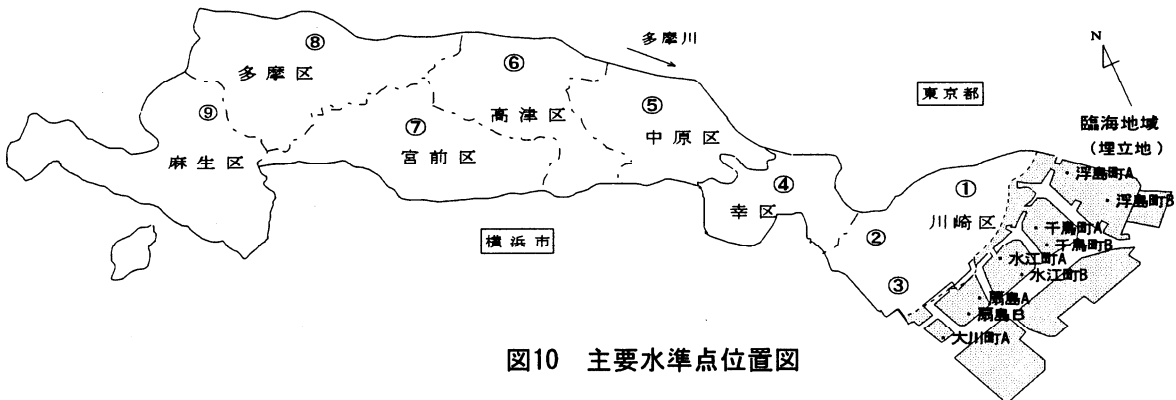 ⑧
多摩区
⑨
麻生区
⑥
高津区
⑦
宮前区
多摩川
⑤
中原区
④
幸区
①
川崎区
②
③
横浜市
東京都
N
臨海地域
（埋立地）
浮島町A
浮島町B
千鳥町A
千鳥町B
水江町A
水江町B
扇島A
扇島B
大川町A
図10 主要水準点位置図